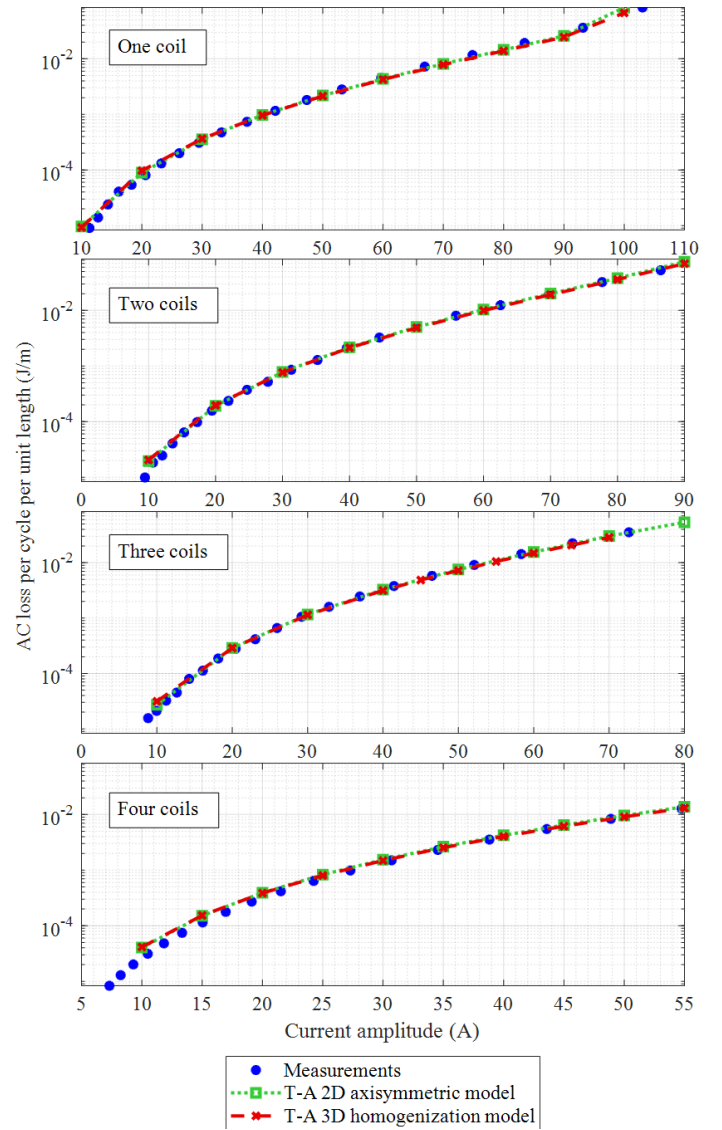 AC loss per cycle per unit length (J/m)
One coil
10⁻²
10⁻⁴
10 20 30 40 50 60 70 80 90 100 110
Two coils
10⁻²
10⁻⁴
0 10 20 30 40 50 60 70 80 90
Three coils
10⁻²
10⁻⁴
0 10 20 30 40 50 60 70 80
Four coils
10⁻²
10⁻⁴
5 10 15 20 25 30 35 40 45 50 55
Current amplitude (A)
Measurements
T-A 2D axisymmetric model
T-A 3D homogenization model